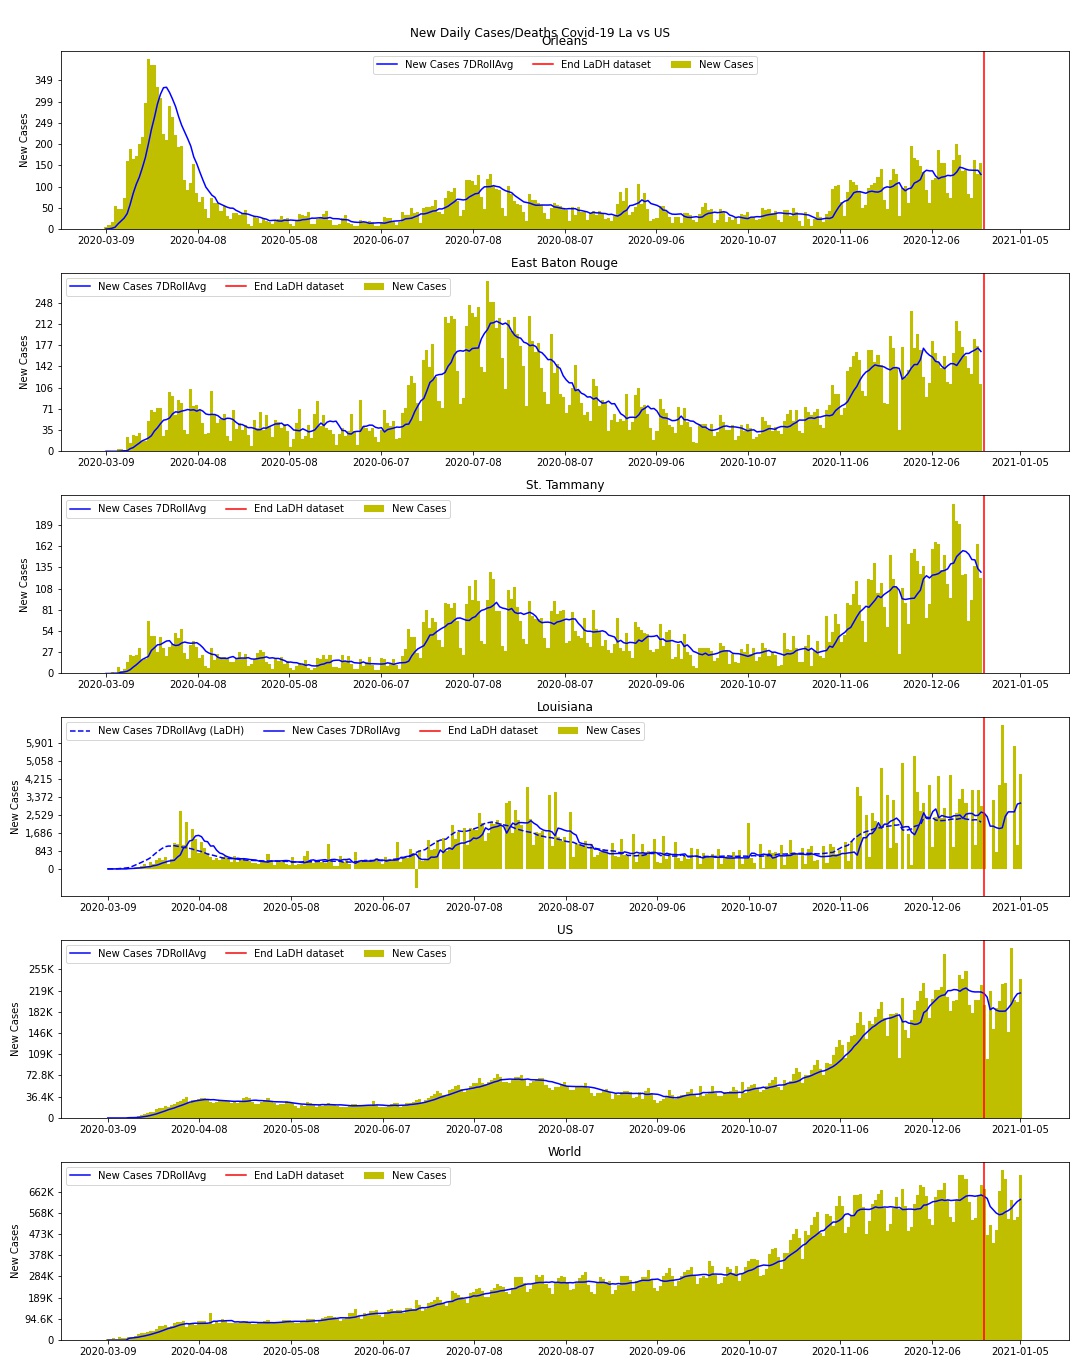 New Daily Cases/Deaths Covid-19 La vs US
Orleans
New Cases 7DRollAvg End LaDH dataset New Cases
New Cases
349
299
249
200
150
100
50
0
2020-03-09 2020-04-08 2020-05-08 2020-06-07 2020-07-08 2020-08-07 2020-09-06 2020-10-07 2020-11-06 2020-12-06 2021-01-05
East Baton Rouge
New Cases 7DRollAvg End LaDH dataset New Cases
New Cases
248
212
177
142
106
71
35
0
2020-03-09 2020-04-08 2020-05-08 2020-06-07 2020-07-08 2020-08-07 2020-09-06 2020-10-07 2020-11-06 2020-12-06 2021-01-05
St. Tammany
New Cases 7DRollAvg End LaDH dataset New Cases
New Cases
189
162
135
108
81
54
27
0
2020-03-09 2020-04-08 2020-05-08 2020-06-07 2020-07-08 2020-08-07 2020-09-06 2020-10-07 2020-11-06 2020-12-06 2021-01-05
Louisiana
New Cases 7DRollAvg (LaDH) New Cases 7DRollAvg End LaDH dataset New Cases
New Cases
5,901
5,058
4,215
3,372
2,529
1,686
843
0
2020-03-09 2020-04-08 2020-05-08 2020-06-07 2020-07-08 2020-08-07 2020-09-06 2020-10-07 2020-11-06 2020-12-06 2021-01-05
US
New Cases 7DRollAvg End LaDH dataset New Cases
New Cases
255K
219K
182K
146K
109K
72.8K
36.4K
0
2020-03-09 2020-04-08 2020-05-08 2020-06-07 2020-07-08 2020-08-07 2020-09-06 2020-10-07 2020-11-06 2020-12-06 2021-01-05
World
New Cases 7DRollAvg End LaDH dataset New Cases
New Cases
662K
568K
473K
378K
284K
189K
94.6K
0
2020-03-09 2020-04-08 2020-05-08 2020-06-07 2020-07-08 2020-08-07 2020-09-06 2020-10-07 2020-11-06 2020-12-06 2021-01-05